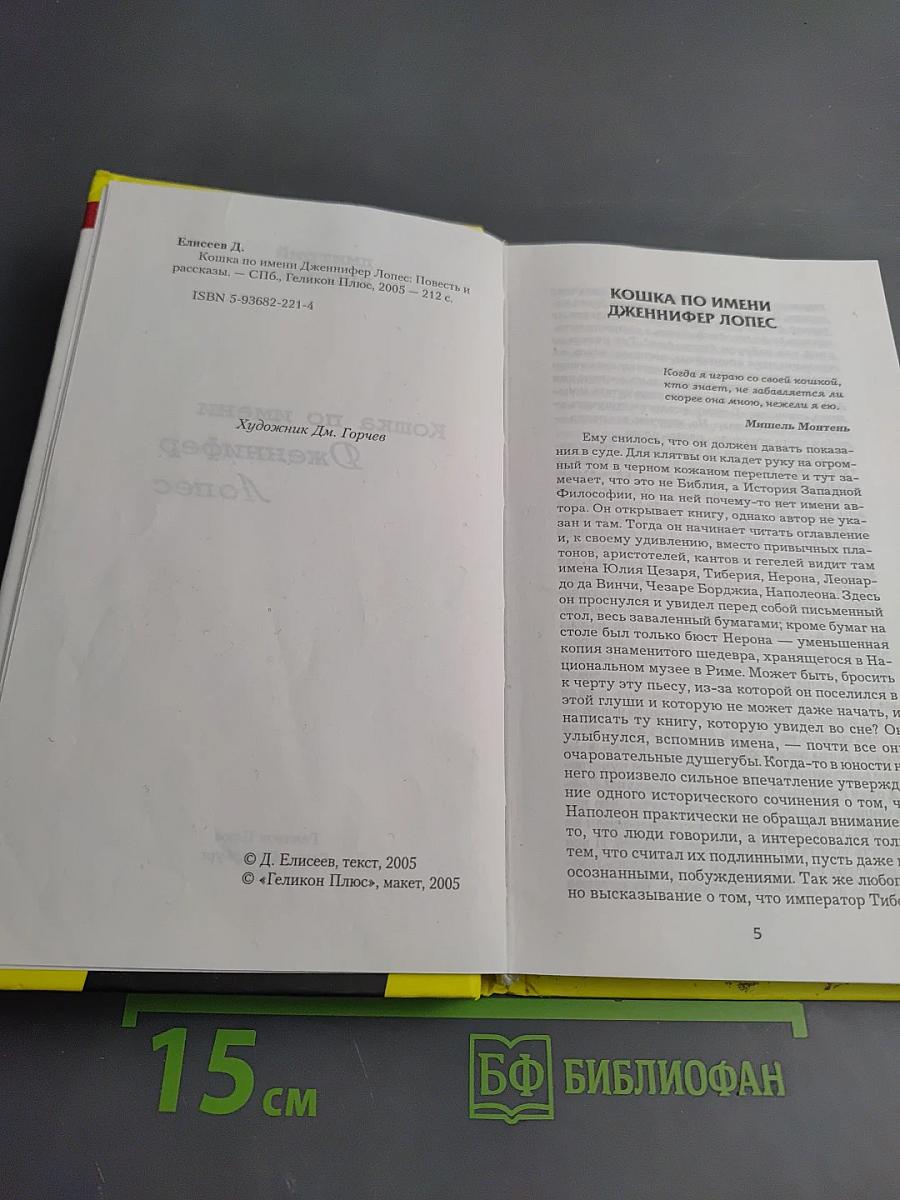 Елисеев Д.
Кошка по имени Дженнифер Лопес: Повесть и
рассказы. — СПб., Геликон Плюс, 2005 — 212 с.
ISBN 5-93682-221-4
Художник Дм. Горчев
© Д. Елисеев, текст, 2005
© «Геликон Плюс», макет, 2005
КОШКА ПО ИМЕНИ
ДЖЕННИФЕР ЛОПЕС
Когда я играю со своей кошкой,
кто знает, не забавляется ли
скорее она мною, нежели я ею.
Мишель Монтень
Ему снилось, что он должен давать показа-
ния в суде. Для клятвы он кладет руку на огром-
ный том в черном кожаном переплете и тут за-
мечает, что это не Библия, а История Западной
Философии, но на ней почему-то нет имени ав-
тора. Он открывает книгу, однако автор не ука-
зан и там. Тогда он начинает читать оглавление
и, к своему удивлению, вместо привычных пла-
тонов, аристотелей, кантов и гегелей видит там
имена Юлия Цезаря, Тиберия, Нерона, Леонар-
до да Винчи, Чезаре Борджиа, Наполеона. Здесь
он проснулся и увидел перед собой письменный
стол, весь заваленный бумагами; кроме бумаг на
столе был только бюст Нерона — уменьшенная
копия знаменитого шедевра, хранящегося в На-
циональном музее в Риме. Может быть, бросить
к черту эту пьесу, из-за которой он поселился в
этой глуши и которую не может даже начать, и
написать ту книгу, которую увидел во сне? Он
улыбнулся, вспомнив имена, — почти все он
очаровательные душегубы. Когда-то в юности н
него произвело сильное впечатление утвержд
ние одного исторического сочинения о том, ч
Наполеон практически не обращал внимание
то, что люди говорили, а интересовался тол
тем, что считал их подлинными, пусть даже
осознанными, побуждениями. Так же любоп
но высказывание о том, что император Тибе
5
15 см
БФ БИБЛИОФАН